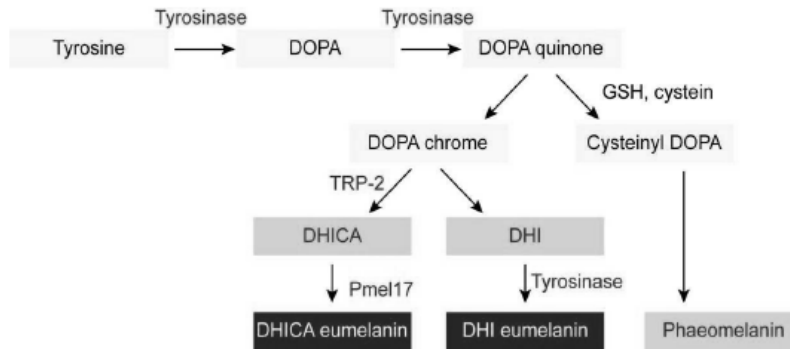 Tyrosinase Tyrosinase
Tyrosine DOPA DOPA quinone
GSH, cystein
DOPA chrome Cysteinyl DOPA
TRP-2
DHICA DHI
Pmel17 Tyrosinase
DHICA eumelanin DHI eumelanin Phaeomelanin